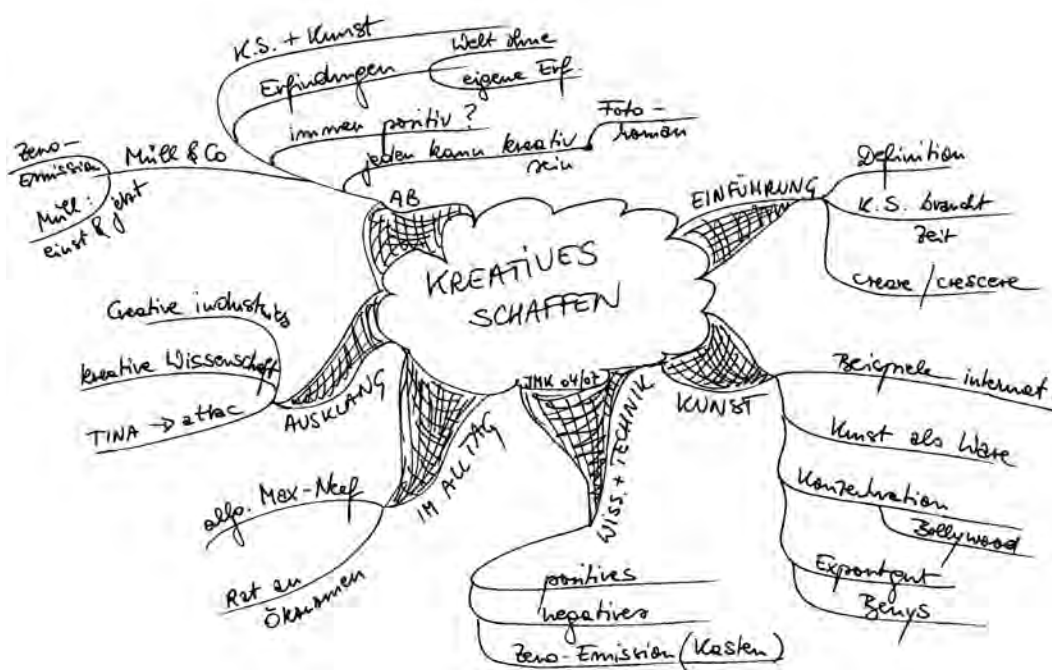 KREATIVES
SCHAFFEN
JMK 04/07
EINFÜHRUNG
Definition
K.S. braucht
Zeit
creare / crescere
KUNST
Beispiele internat.
Kunst als Ware
Konzentration
Bollywood
Exportgut
Beuys
WISS. + TECHNIK
positives
negatives
Zero-Emission (Kasten)
IM ALLTAG
allg. Max-Neef
Rat an
Ökonomen
AUSKLANG
Creative industries
kreative Wissenschaft
TINA → attac
AB
Müll & Co
Zero-
Emission
Müll:
einst & jetzt
K.S. + Kunst
Erfindungen
Welt ohne
eigene Erf.
immer positiv?
jeder kann kreativ
sein
Foto-
roman